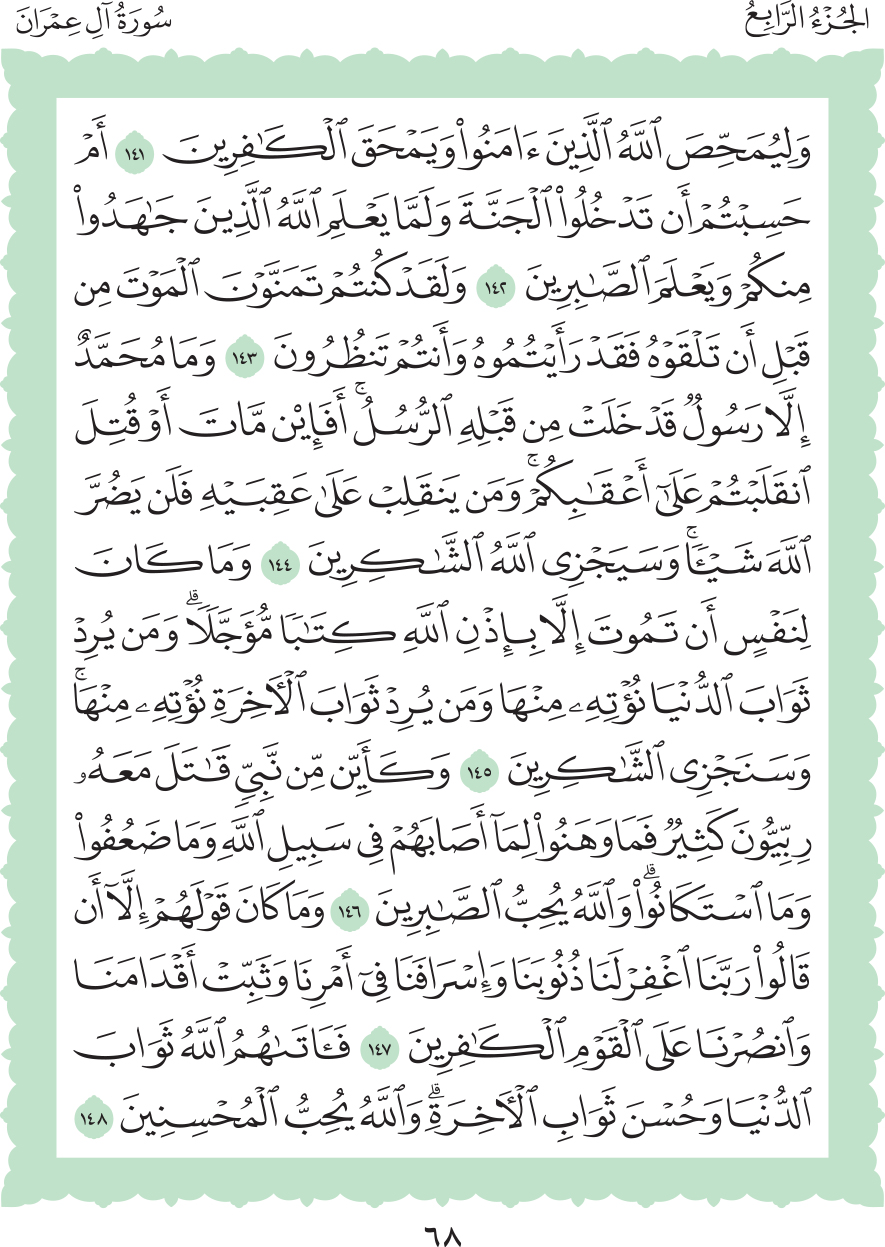 الجُزْءُ الرَّابِعُ
سُورَةُ آلِ عِمْرَانَ
وَلِيُمَحِّصَ ٱللَّهُ ٱلَّذِينَ ءَامَنُوا۟ وَيَمْحَقَ ٱلْكَٰفِرِينَ ١٤١ أَمْ
حَسِبْتُمْ أَن تَدْخُلُوا۟ ٱلْجَنَّةَ وَلَمَّا يَعْلَمِ ٱللَّهُ ٱلَّذِينَ جَٰهَدُوا۟
مِنكُمْ وَيَعْلَمَ ٱلصَّٰبِرِينَ ١٤٢ وَلَقَدْ كُنتُمْ تَمَنَّوْنَ ٱلْمَوْتَ مِن
قَبْلِ أَن تَلْقَوْهُ فَقَدْ رَأَيْتُمُوهُ وَأَنتُمْ تَنظُرُونَ ١٤٣ وَمَا مُحَمَّدٌ
إِلَّا رَسُولٌ قَدْ خَلَتْ مِن قَبْلِهِ ٱلرُّسُلُ ۚ أَفَإِي۟ن مَّاتَ أَوْ قُتِلَ
ٱنقَلَبْتُمْ عَلَىٰٓ أَعْقَٰبِكُمْ ۚ وَمَن يَنقَلِبْ عَلَىٰ عَقِبَيْهِ فَلَن يَضُرَّ
ٱللَّهَ شَيْـًٔا ۗ وَسَيَجْزِى ٱللَّهُ ٱلشَّٰكِرِينَ ١٤٤ وَمَا كَانَ
لِنَفْسٍ أَن تَمُوتَ إِلَّا بِإِذْنِ ٱللَّهِ كِتَٰبًا مُّؤَجَّلًا ۗ وَمَن يُرِدْ
ثَوَابَ ٱلدُّنْيَا نُؤْتِهِۦ مِنْهَا وَمَن يُرِدْ ثَوَابَ ٱلْءَاخِرَةِ نُؤْتِهِۦ مِنْهَا ۚ
وَسَنَجْزِى ٱلشَّٰكِرِينَ ١٤٥ وَكَأَيِّن مِّن نَّبِىٍّ قَٰتَلَ مَعَهُۥ
رِبِّيُّونَ كَثِيرٌ فَمَا وَهَنُوا۟ لِمَآ أَصَابَهُمْ فِى سَبِيلِ ٱللَّهِ وَمَا ضَعُفُوا۟
وَمَا ٱسْتَكَانُوا۟ ۗ وَٱللَّهُ يُحِبُّ ٱلصَّٰبِرِينَ ١٤٦ وَمَا كَانَ قَوْلَهُمْ إِلَّآ أَن
قَالُوا۟ رَبَّنَا ٱغْفِرْ لَنَا ذُنُوبَنَا وَإِسْرَافَنَا فِىٓ أَمْرِنَا وَثَبِّتْ أَقْدَامَنَا
وَٱنصُرْنَا عَلَى ٱلْقَوْمِ ٱلْكَٰفِرِينَ ١٤٧ فَـَٔاتَىٰهُمُ ٱللَّهُ ثَوَابَ
ٱلدُّنْيَا وَحُسْنَ ثَوَابِ ٱلْءَاخِرَةِ ۗ وَٱللَّهُ يُحِبُّ ٱلْمُحْسِنِينَ ١٤٨
٦٨